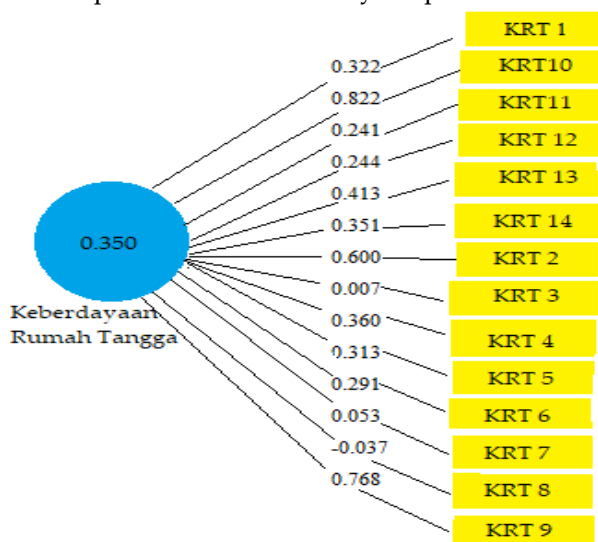 KRT 1
0.322
KRT10
0.822
KRT11
0.241
KRT 12
0.244
KRT 13
0.413
KRT 14
0.351
KRT 2
0.600
KRT 3
0.007
KRT 4
0.360
KRT 5
0.313
KRT 6
0.291
KRT 7
0.053
KRT 8
-0.037
KRT 9
0.768
0.350
Keberdayaan
Rumah Tangga